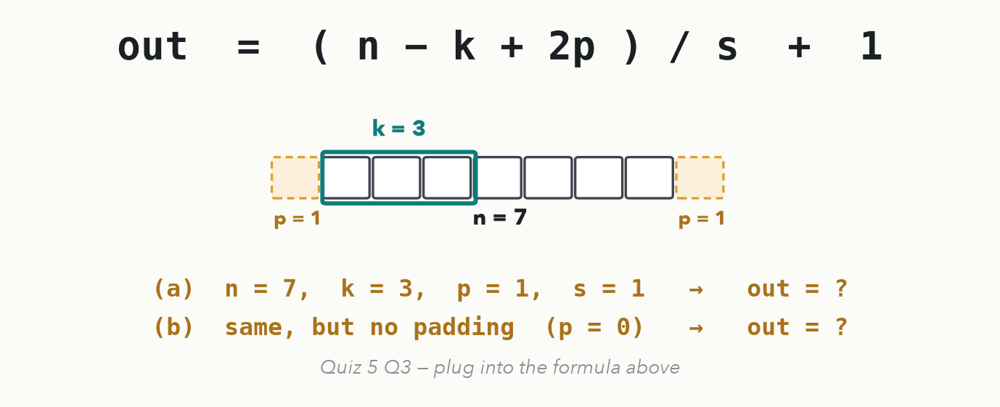 out = ( n − k + 2p ) / s + 1
k = 3
p = 1
n = 7
p = 1
(a) n = 7, k = 3, p = 1, s = 1 → out = ?
(b) same, but no padding (p = 0) → out = ?
Quiz 5 Q3 – plug into the formula above